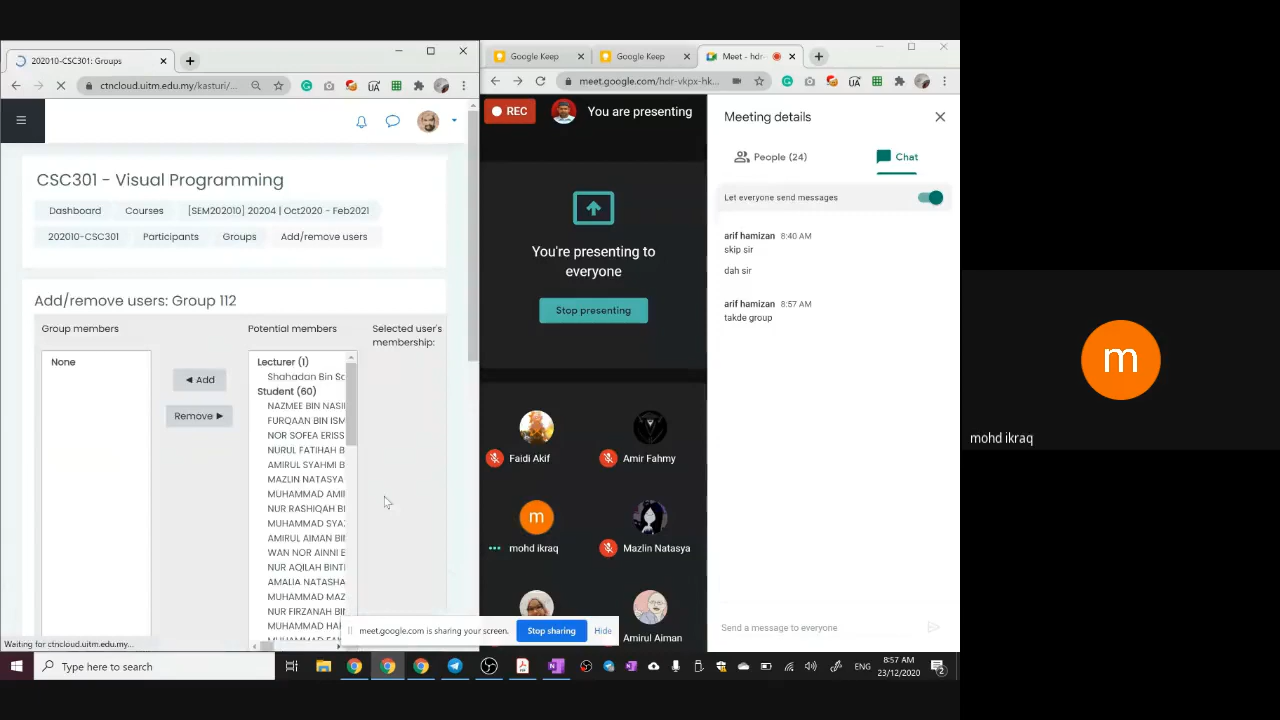 202010-CSC301: Groups
ctncloud.uitm.edu.my/kasturi/...
CSC301 - Visual Programming
Dashboard
Courses
[SEM202010] 20204 | Oct2020 - Feb2021
202010-CSC301
Participants
Groups
Add/remove users
Add/remove users: Group 112
Group members
Potential members
Selected user's
membership:
None
◄ Add
Remove ►
Lecturer (1)
Shahadan Bin Sa
Student (60)
NAZMEE BIN NASI
FURQAAN BIN ISM
NOR SOFEA ERISS
NURUL FATIHAH B
AMIRUL SYAHMI B
MAZLIN NATASYA
MUHAMMAD AMI
NUR RASHIQAH BI
MUHAMMAD SYA
AMIRUL AIMAN BI
WAN NOR AINNI B
NUR AQILAH BINT
AMALIA NATASHA
MUHAMMAD MAZ
NUR FIRZANAH BI
MUHAMMAD HA
Waiting for ctncloud.uitm.edu.my...
Google Keep
Google Keep
Meet - hdr-
meet.google.com/hdr-vkpx-hk...
REC
You are presenting
You're presenting to
everyone
Stop presenting
Faidi Akif
Amir Fahmy
m
mohd ikraq
Mazlin Natasya
Amirul Aiman
meet.google.com is sharing your screen.
Stop sharing
Hide
Meeting details
People (24)
Chat
Let everyone send messages
arif hamizan 8:40 AM
skip sir
dah sir
arif hamizan 8:57 AM
takde group
Send a message to everyone
Type here to search
ENG
8:57 AM
23/12/2020
2
m
mohd ikraq